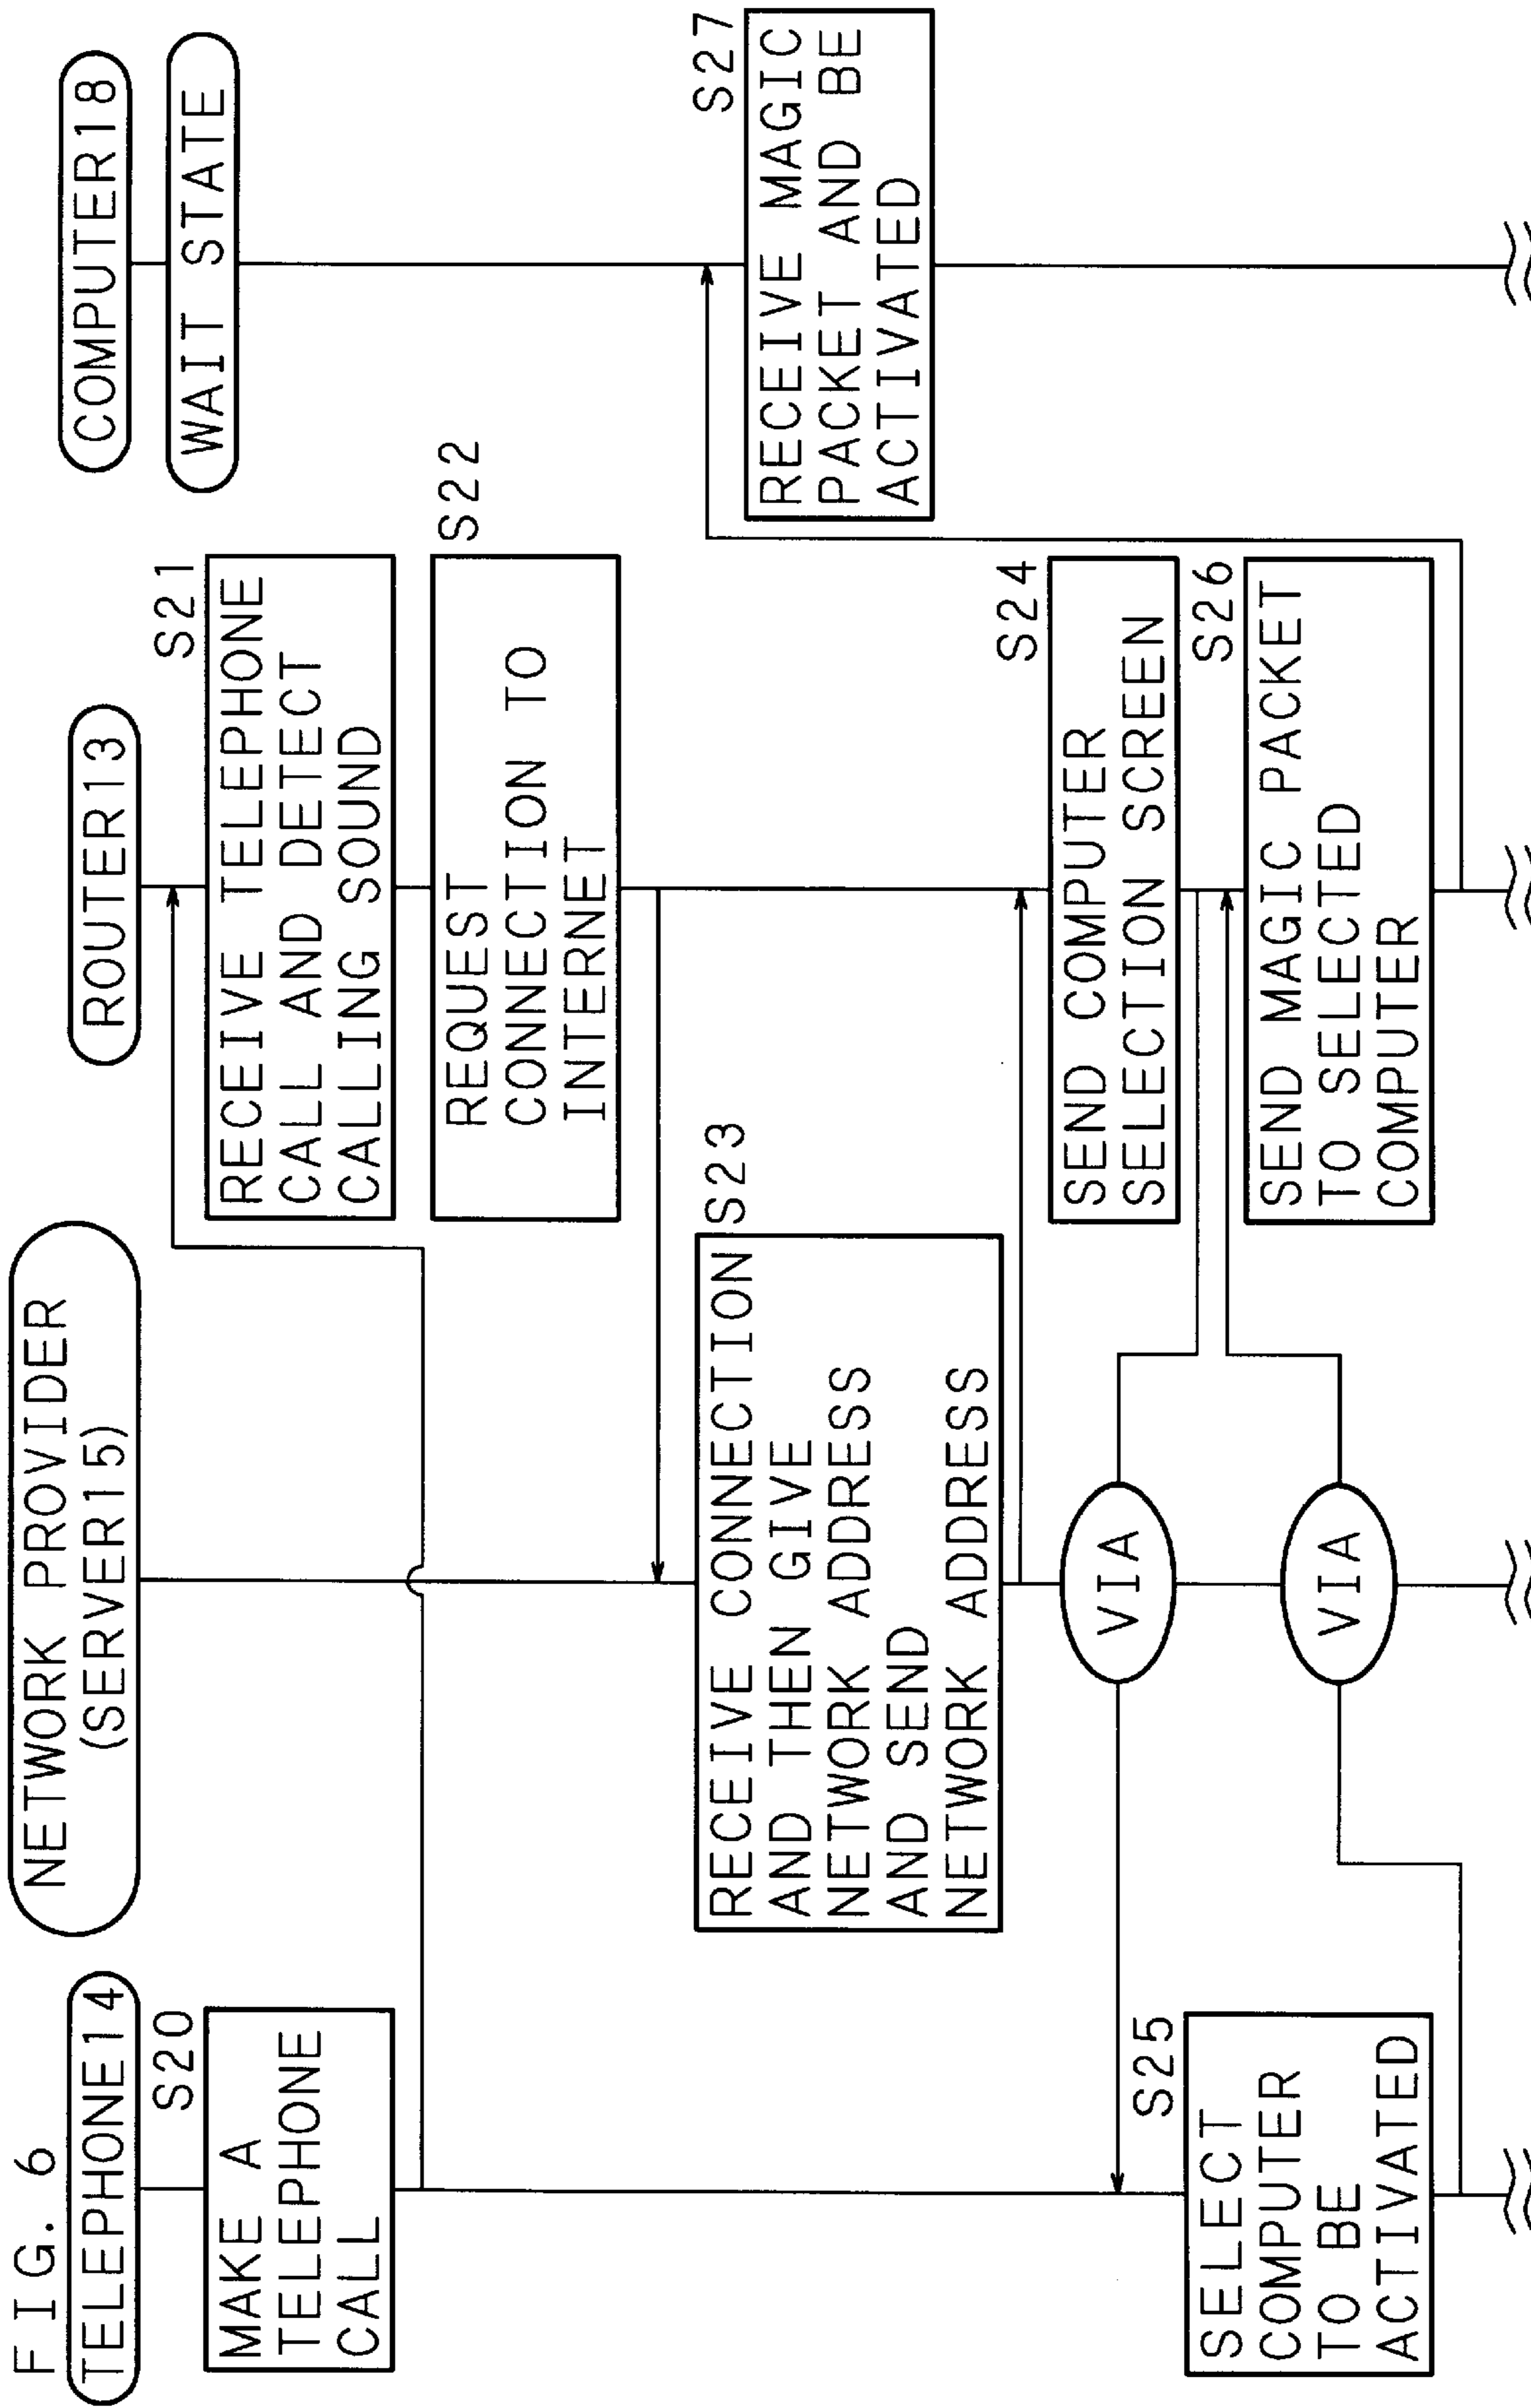 FIG. 6
TELEPHONE14
S20
MAKE A
TELEPHONE
CALL
S25
SELECT
COMPUTER
TO BE
ACTIVATED
NETWORK PROVIDER
(SERVER15)
S23
RECEIVE CONNECTION
AND THEN GIVE
NETWORK ADDRESS
AND SEND
NETWORK ADDRESS
VIA
VIA
ROUTER13
S21
RECEIVE TELEPHONE
CALL AND DETECT
CALLING SOUND
S22
REQUEST
CONNECTION TO
INTERNET
S24
SEND COMPUTER
SELECTION SCREEN
S26
SEND MAGIC PACKET
TO SELECTED
COMPUTER
COMPUTER18
WAIT STATE
S27
RECEIVE MAGIC
PACKET AND BE
ACTIVATED